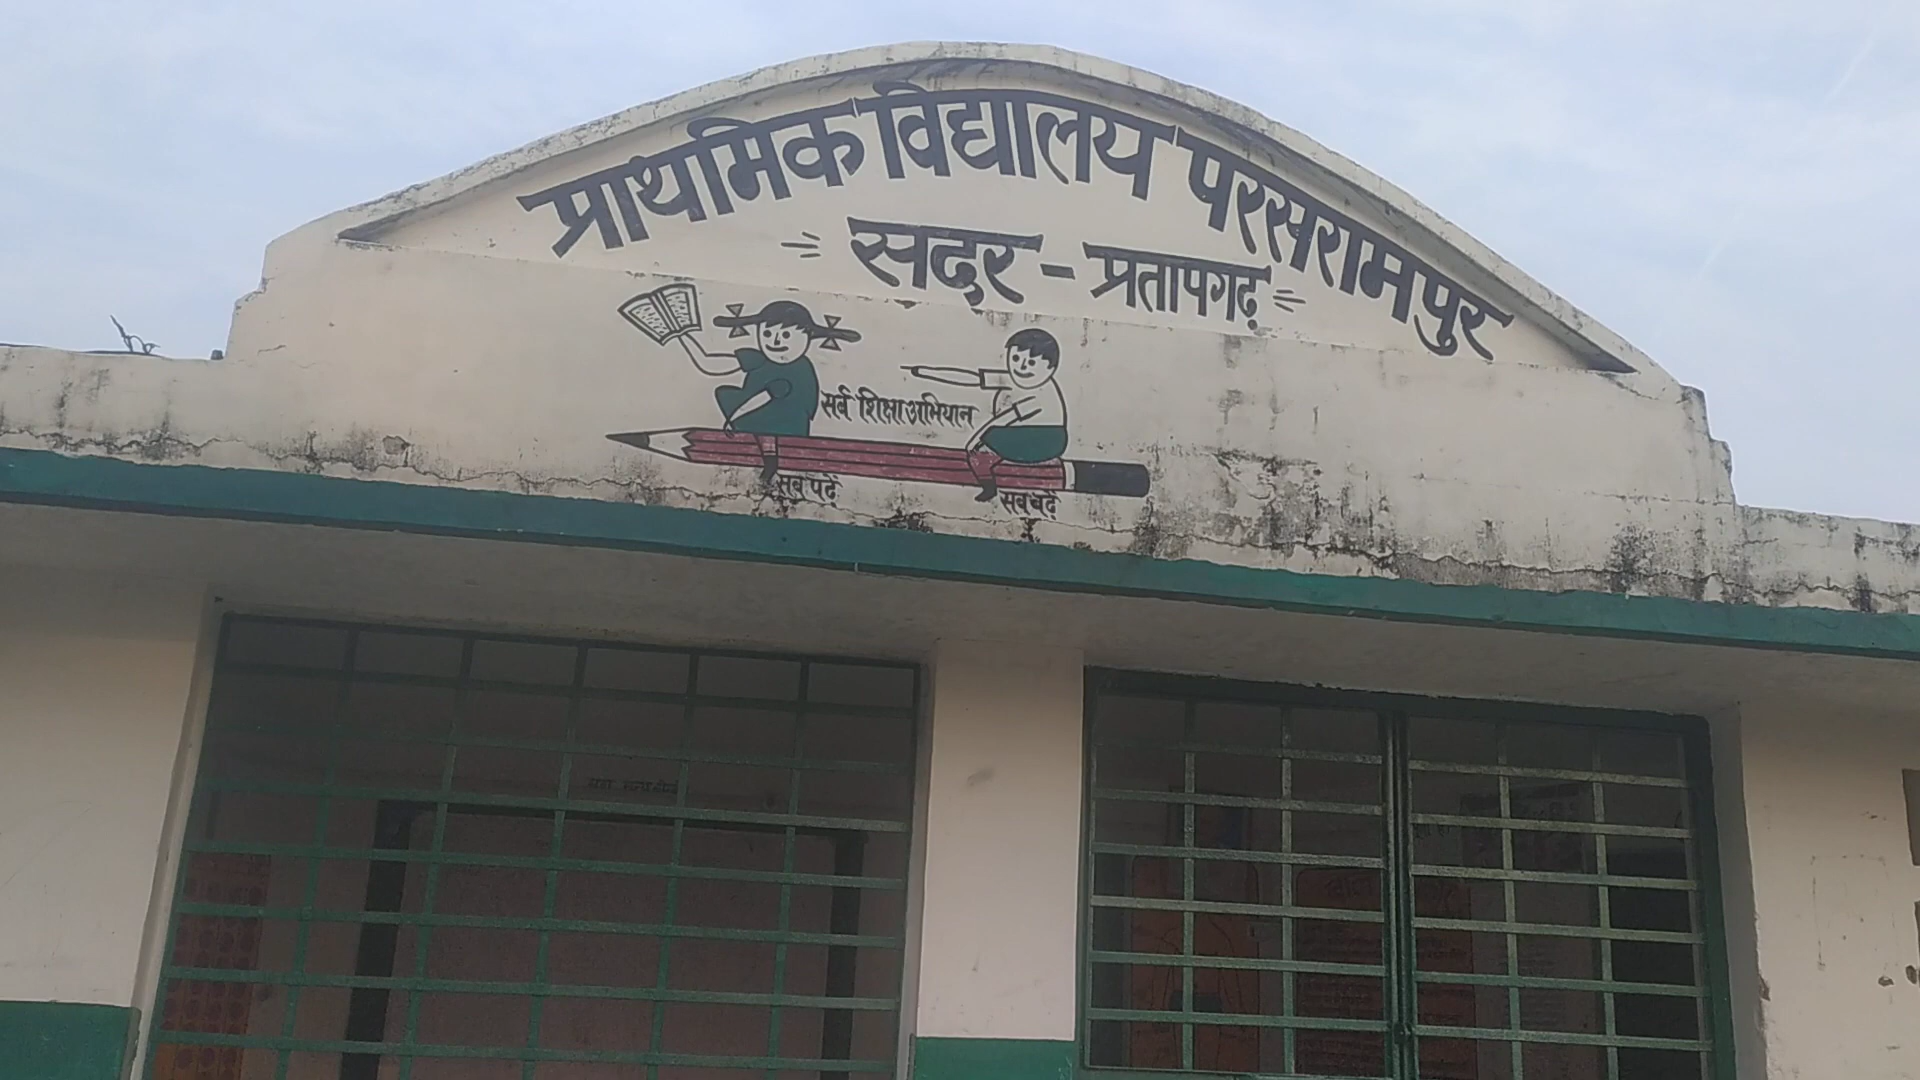 प्राथमिक विद्यालय परसरामपुर
सदर - प्रतापगढ़
सर्व शिक्षा अभियान
सब पढें
सब बढें